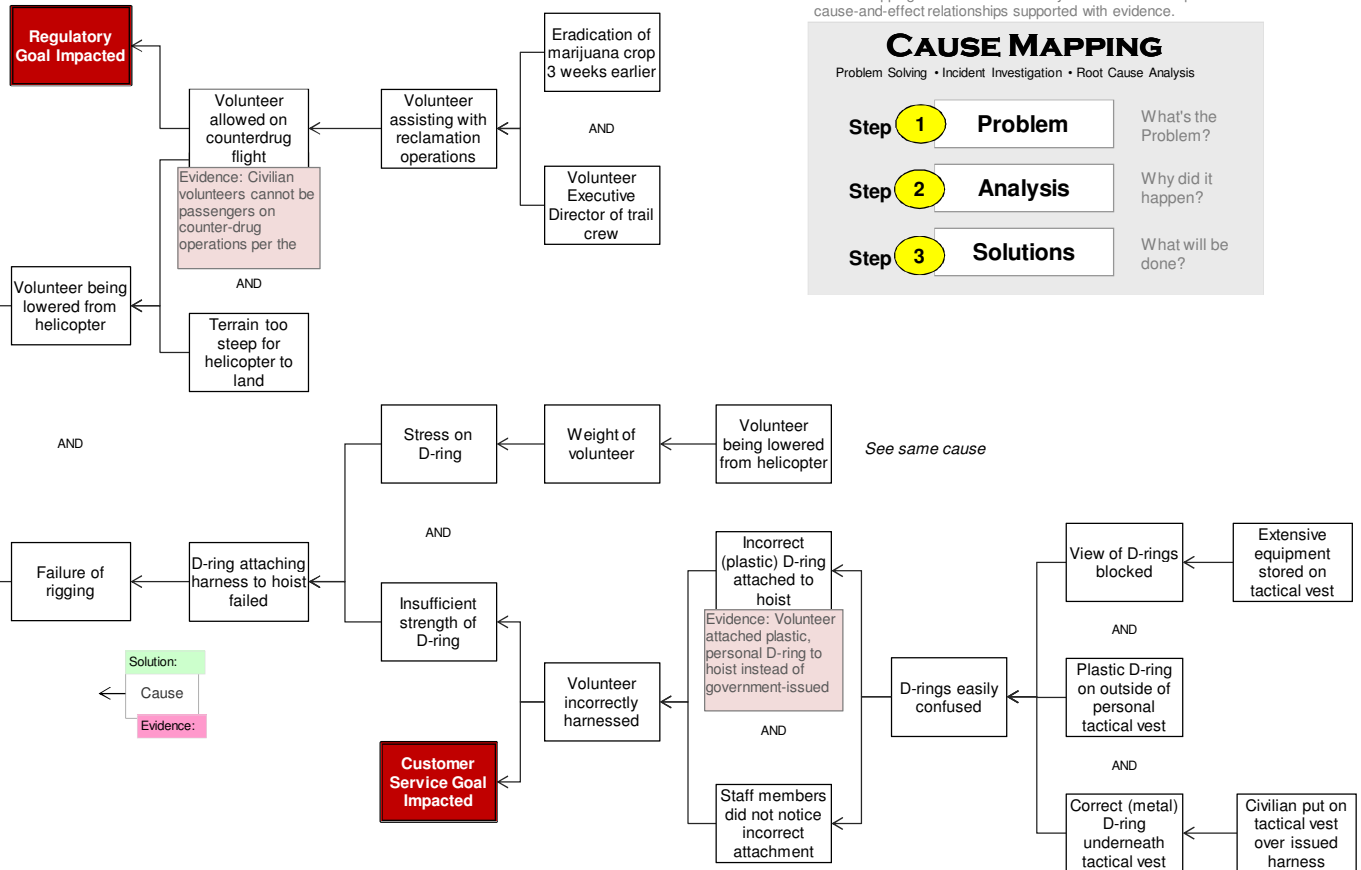 cause-and-effect relationships supported with evidence.
CAUSE MAPPING
Problem Solving • Incident Investigation • Root Cause Analysis
Step 1 Problem
What's the
Problem?
Step 2 Analysis
Why did it
happen?
Step 3 Solutions
What will be
done?
Regulatory
Goal Impacted
Volunteer
allowed on
counterdrug
flight
Evidence: Civilian
volunteers cannot be
passengers on
counter-drug
operations per the
AND
Terrain too
steep for
helicopter to
land
Volunteer
assisting with
reclamation
operations
Eradication of
marijuana crop
3 weeks earlier
AND
Volunteer
Executive
Director of trail
crew
Volunteer being
lowered from
helicopter
AND
Failure of
rigging
D-ring attaching
harness to hoist
failed
Stress on
D-ring
Weight of
volunteer
Volunteer
being lowered
from helicopter
See same cause
AND
Insufficient
strength of
D-ring
Customer
Service Goal
Impacted
Volunteer
incorrectly
harnessed
Incorrect
(plastic) D-ring
attached to
hoist
Evidence: Volunteer
attached plastic,
personal D-ring to
hoist instead of
government-issued
AND
Staff members
did not notice
incorrect
attachment
D-rings easily
confused
View of D-rings
blocked
Extensive
equipment
stored on
tactical vest
AND
Plastic D-ring
on outside of
personal
tactical vest
AND
Correct (metal)
D-ring
underneath
tactical vest
Civilian put on
tactical vest
over issued
harness
Solution:
Cause
Evidence: